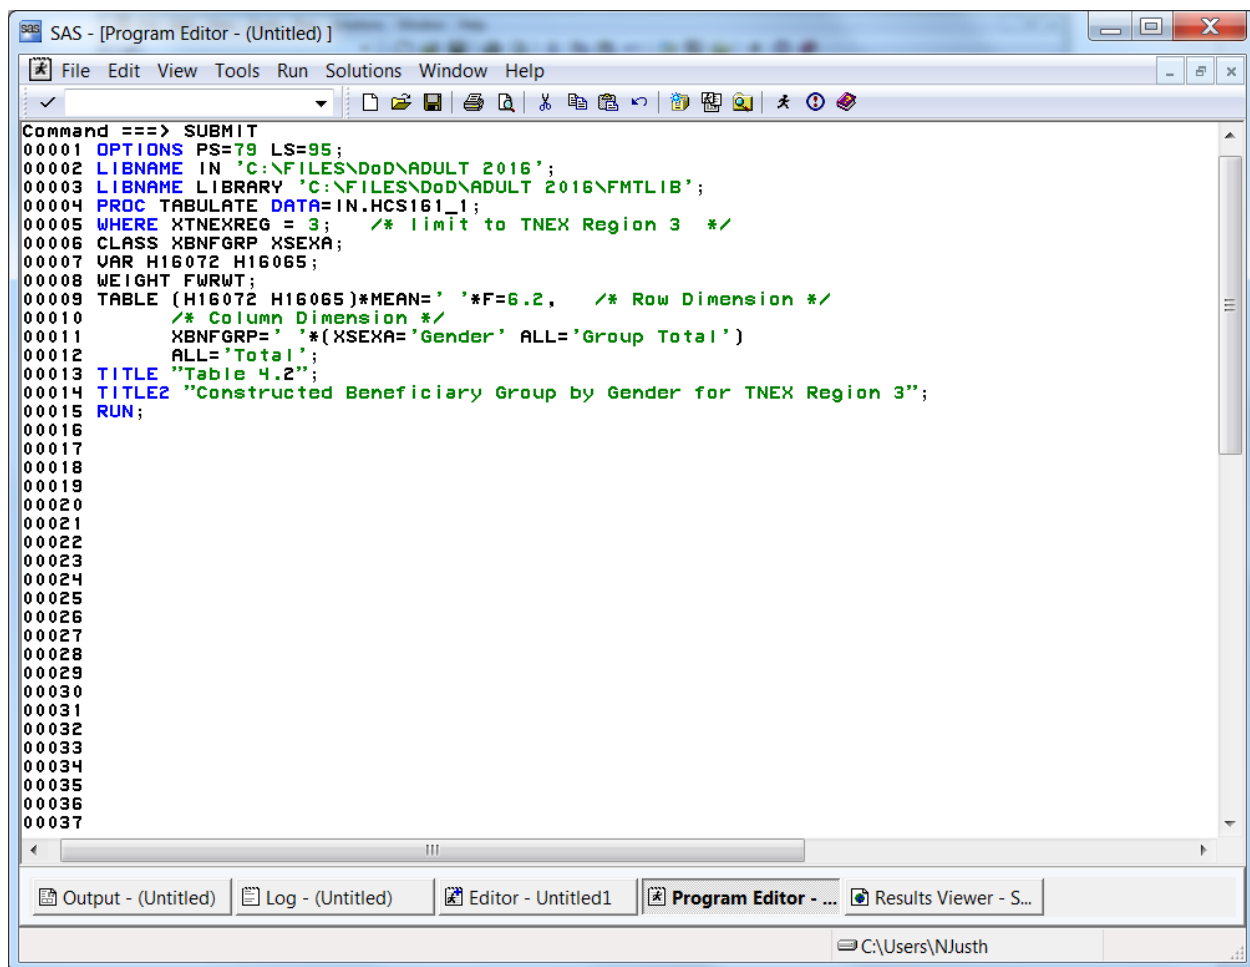 SAS - [Program Editor - (Untitled) ]
File Edit View Tools Run Solutions Window Help
Command ===> SUBMIT
00001 OPTIONS PS=79 LS=95;
00002 LIBNAME IN 'C:\FILES\DoD\ADULT 2016';
00003 LIBNAME LIBRARY 'C:\FILES\DoD\ADULT 2016\FMTLIB';
00004 PROC TABULATE DATA=IN.HCS161_1;
00005 WHERE XTNEXREG = 3;    /* limit to TNEX Region 3  */
00006 CLASS XBNFGRP XSEXA;
00007 VAR H16072 H16065;
00008 WEIGHT FWRWT;
00009 TABLE (H16072 H16065)*MEAN=' '*F=6.2,    /* Row Dimension */
00010        /* Column Dimension */
00011        XBNFGRP=' '*(XSEXA='Gender' ALL='Group Total')
00012        ALL='Total';
00013 TITLE "Table 4.2";
00014 TITLE2 "Constructed Beneficiary Group by Gender for TNEX Region 3";
00015 RUN;
00016
00017
00018
00019
00020
00021
00022
00023
00024
00025
00026
00027
00028
00029
00030
00031
00032
00033
00034
00035
00036
00037
Output - (Untitled) Log - (Untitled) Editor - Untitled1 Program Editor - ... Results Viewer - S...
C:\Users\NJusth